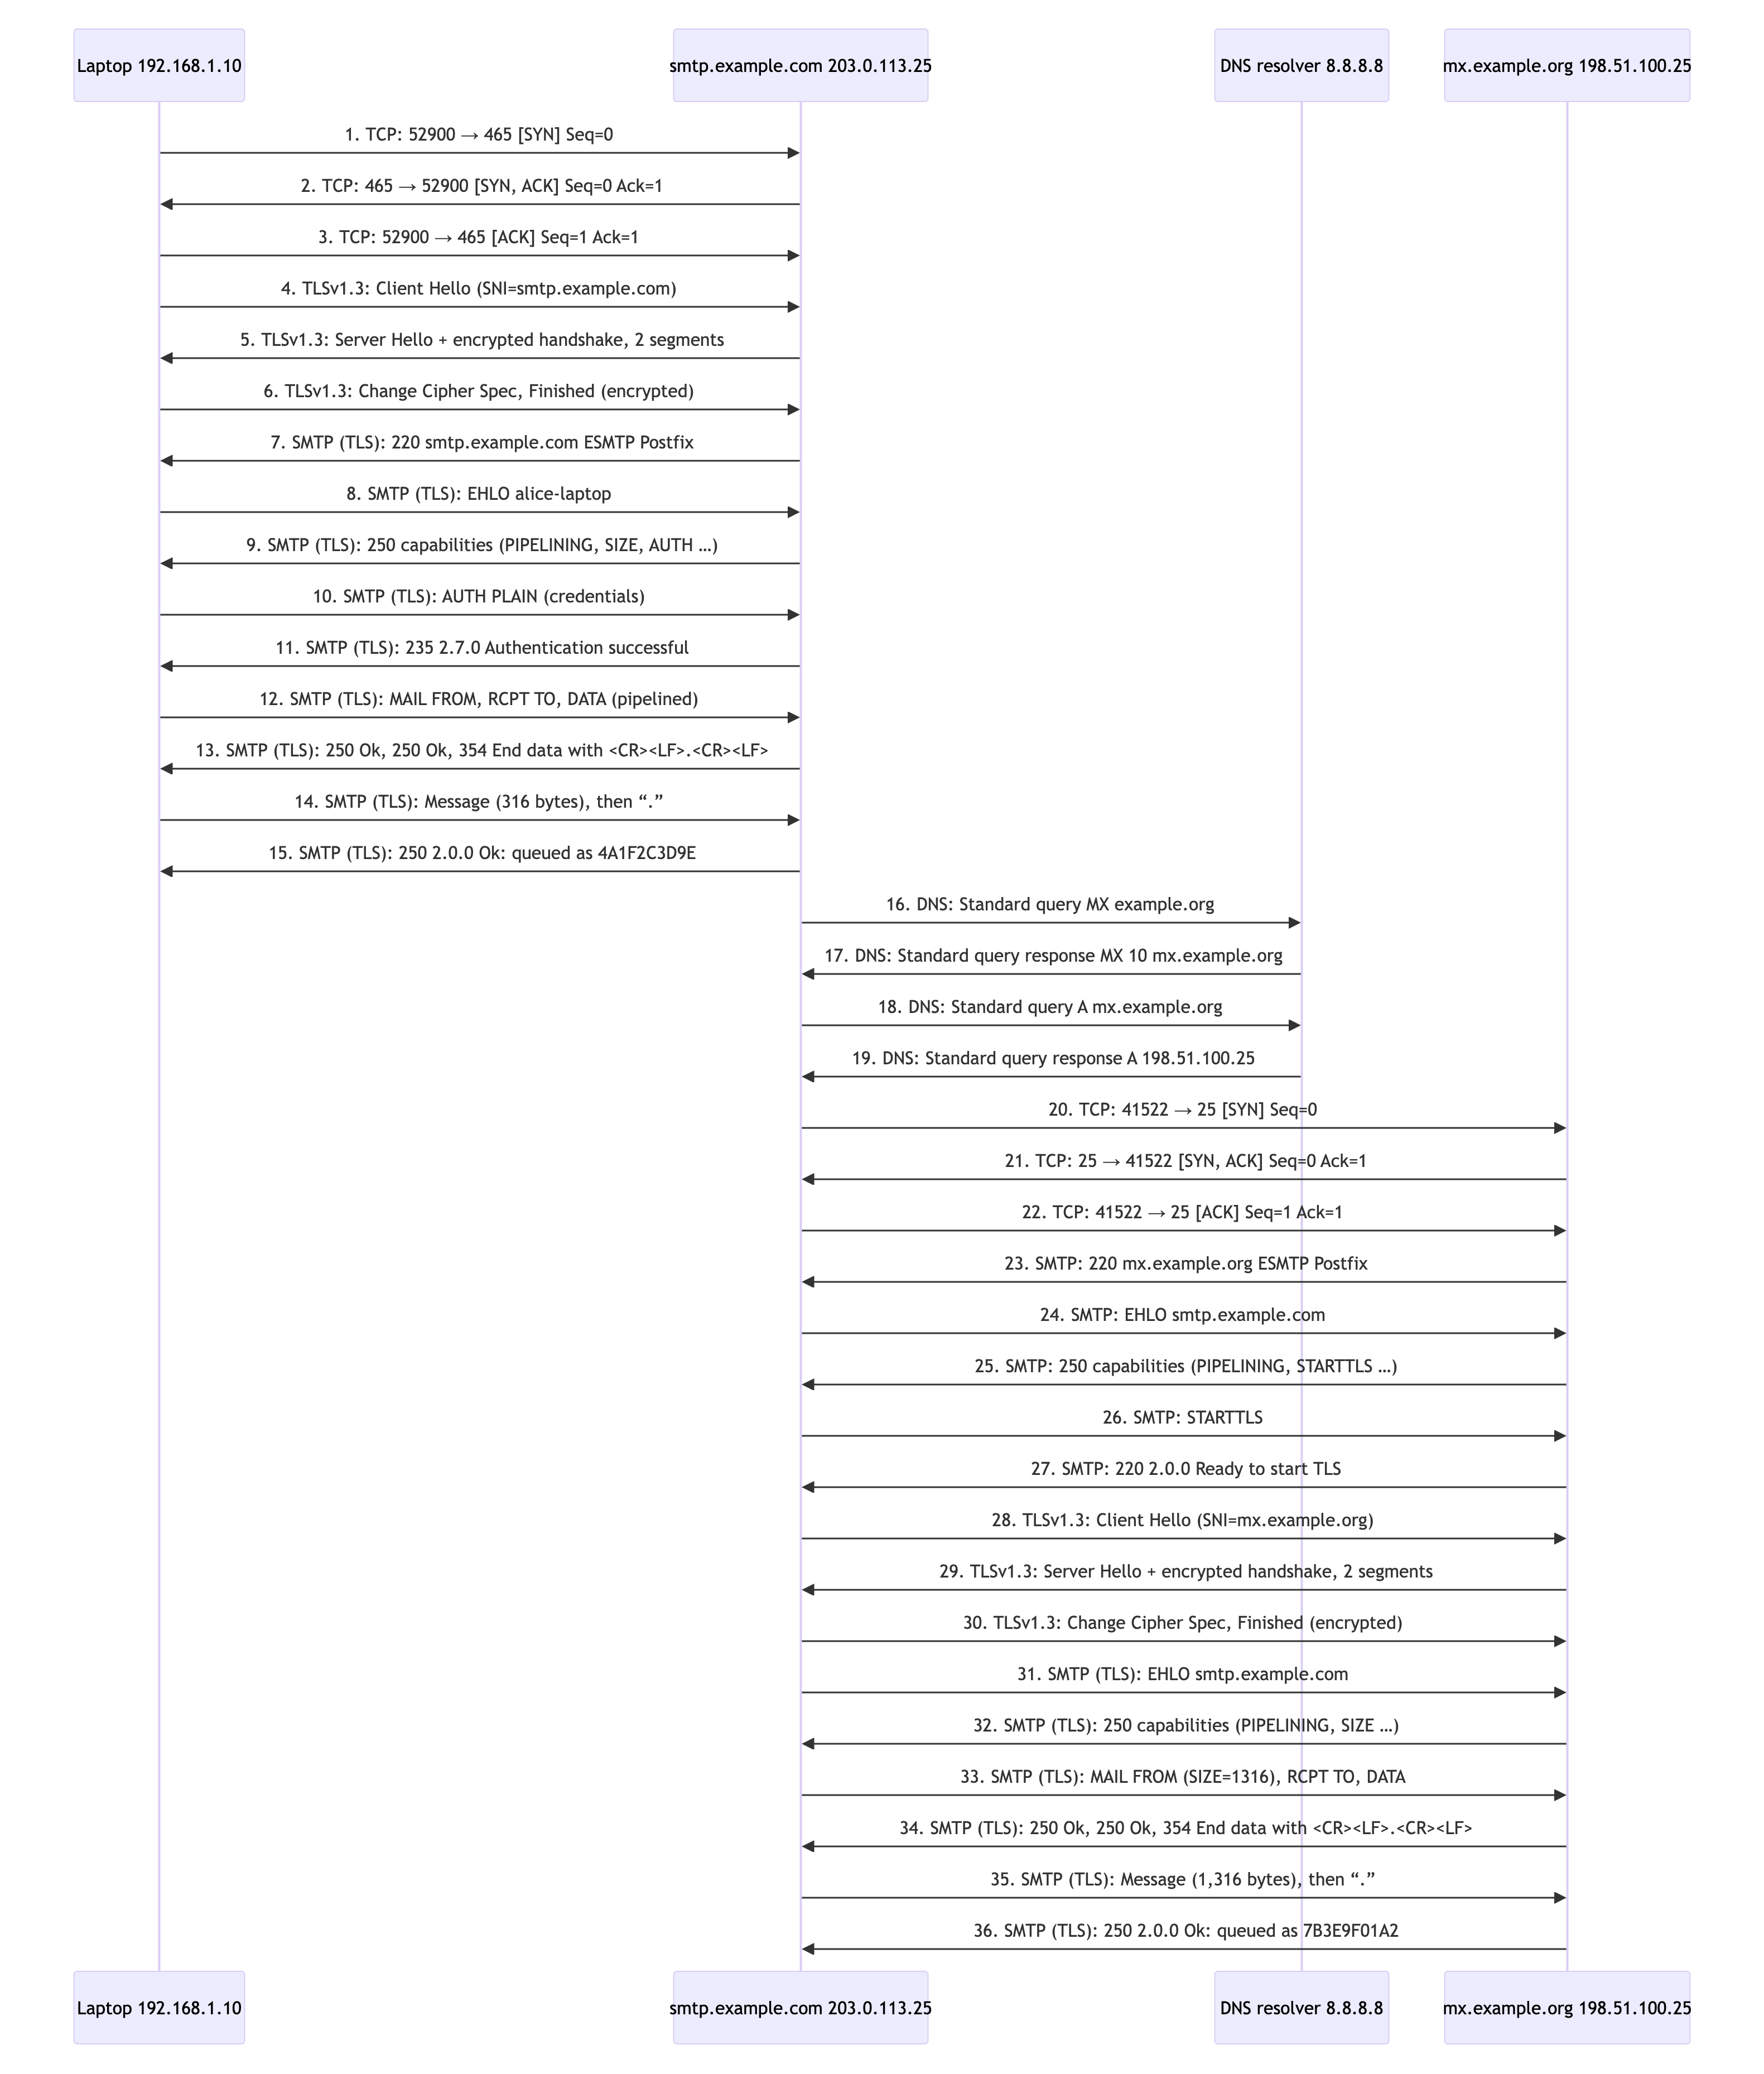 Laptop 192.168.1.10
smtp.example.com 203.0.113.25
DNS resolver 8.8.8.8
mx.example.org 198.51.100.25
1. TCP: 52900 → 465 [SYN] Seq=0
2. TCP: 465 → 52900 [SYN, ACK] Seq=0 Ack=1
3. TCP: 52900 → 465 [ACK] Seq=1 Ack=1
4. TLSv1.3: Client Hello (SNI=smtp.example.com)
5. TLSv1.3: Server Hello + encrypted handshake, 2 segments
6. TLSv1.3: Change Cipher Spec, Finished (encrypted)
7. SMTP (TLS): 220 smtp.example.com ESMTP Postfix
8. SMTP (TLS): EHLO alice-laptop
9. SMTP (TLS): 250 capabilities (PIPELINING, SIZE, AUTH …)
10. SMTP (TLS): AUTH PLAIN (credentials)
11. SMTP (TLS): 235 2.7.0 Authentication successful
12. SMTP (TLS): MAIL FROM, RCPT TO, DATA (pipelined)
13. SMTP (TLS): 250 Ok, 250 Ok, 354 End data with <CR><LF>.<CR><LF>
14. SMTP (TLS): Message (316 bytes), then “.”
15. SMTP (TLS): 250 2.0.0 Ok: queued as 4A1F2C3D9E
16. DNS: Standard query MX example.org
17. DNS: Standard query response MX 10 mx.example.org
18. DNS: Standard query A mx.example.org
19. DNS: Standard query response A 198.51.100.25
20. TCP: 41522 → 25 [SYN] Seq=0
21. TCP: 25 → 41522 [SYN, ACK] Seq=0 Ack=1
22. TCP: 41522 → 25 [ACK] Seq=1 Ack=1
23. SMTP: 220 mx.example.org ESMTP Postfix
24. SMTP: EHLO smtp.example.com
25. SMTP: 250 capabilities (PIPELINING, STARTTLS …)
26. SMTP: STARTTLS
27. SMTP: 220 2.0.0 Ready to start TLS
28. TLSv1.3: Client Hello (SNI=mx.example.org)
29. TLSv1.3: Server Hello + encrypted handshake, 2 segments
30. TLSv1.3: Change Cipher Spec, Finished (encrypted)
31. SMTP (TLS): EHLO smtp.example.com
32. SMTP (TLS): 250 capabilities (PIPELINING, SIZE …)
33. SMTP (TLS): MAIL FROM (SIZE=1316), RCPT TO, DATA
34. SMTP (TLS): 250 Ok, 250 Ok, 354 End data with <CR><LF>.<CR><LF>
35. SMTP (TLS): Message (1,316 bytes), then “.”
36. SMTP (TLS): 250 2.0.0 Ok: queued as 7B3E9F01A2
Laptop 192.168.1.10
smtp.example.com 203.0.113.25
DNS resolver 8.8.8.8
mx.example.org 198.51.100.25